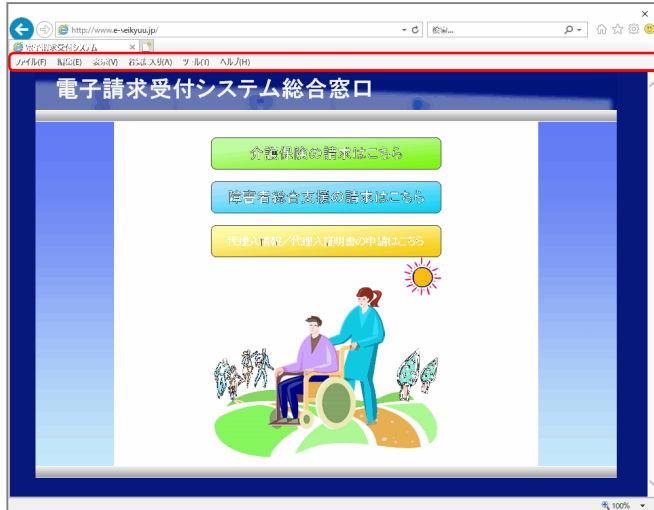 http://www.e-seikyuu.jp/
検索...
電子請求受付システム
ファイル(F) 編集(E) 表示(V) お気に入り(A) ツール(T) ヘルプ(H)
電子請求受付システム総合窓口
介護保険の請求はこちら
障害者総合支援の請求はこちら
代理人情報／代理人証明書の申請はこちら
100%